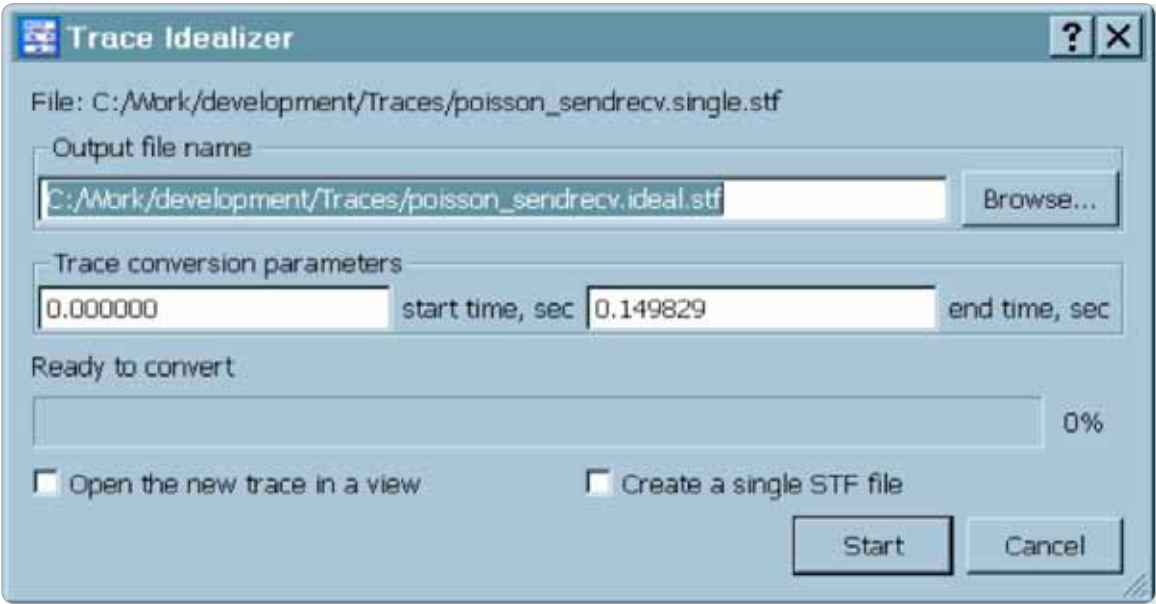 Trace Idealizer
File: C:/Work/development/Traces/poisson_sendrecv.single.stf
Output file name
C:/Work/development/Traces/poisson_sendrecv.ideal.stf Browse...
Trace conversion parameters
0.000000 start time, sec 0.149829 end time, sec
Ready to convert
0%
Open the new trace in a view Create a single STF file
Start Cancel